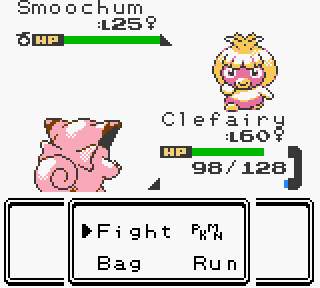 Smoochum
:L25♀
HP
Clefairy
:L60♀
HP
98/128
▶Fight PKMN
Bag Run